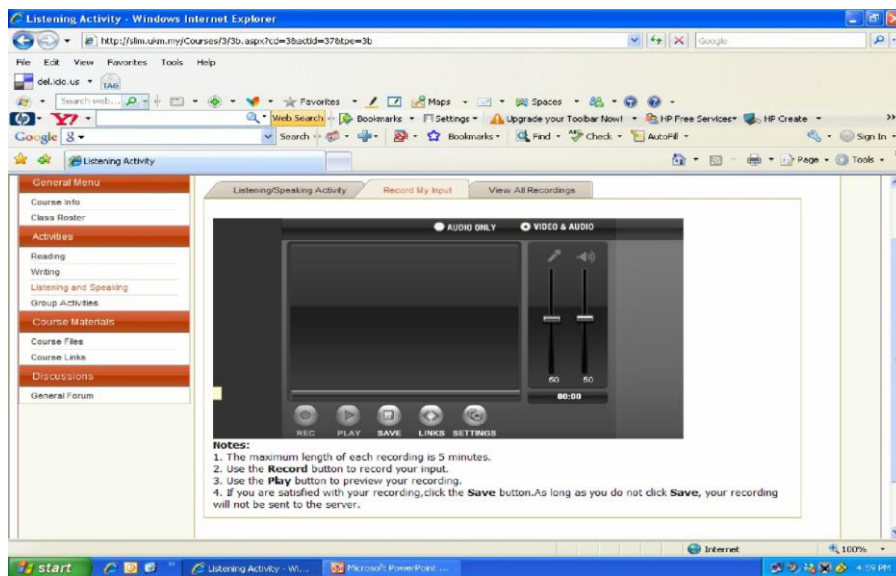 Listening Activity - Windows Internet Explorer
http://slim.ukm.my/Courses/3/3b.aspx?cd=3&actid=37&tpe=3b
Google
File Edit View Favorites Tools Help
del.icio.us TAG
Search web... Favorites Maps Spaces
Web Search Bookmarks Settings Upgrade your Toolbar Now! HP Free Services HP Create
Google Search Bookmarks Find Check AutoFill Sign In
Listening Activity Page Tools
General Menu
Course Info
Class Roster
Activities
Reading
Writing
Listening and Speaking
Group Activities
Course Materials
Course Files
Course Links
Discussions
General Forum
Listening/Speaking Activity Record My Input View All Recordings
AUDIO ONLY VIDEO & AUDIO
50 50
00:00
REC PLAY SAVE LINKS SETTINGS
Notes:
1. The maximum length of each recording is 5 minutes.
2. Use the Record button to record your input.
3. Use the Play button to preview your recording.
4. If you are satisfied with your recording,click the Save button.As long as you do not click Save, your recording
will not be sent to the server.
Internet 100%
start Listening Activity - Wi... Microsoft PowerPoint ... 4:59 PM